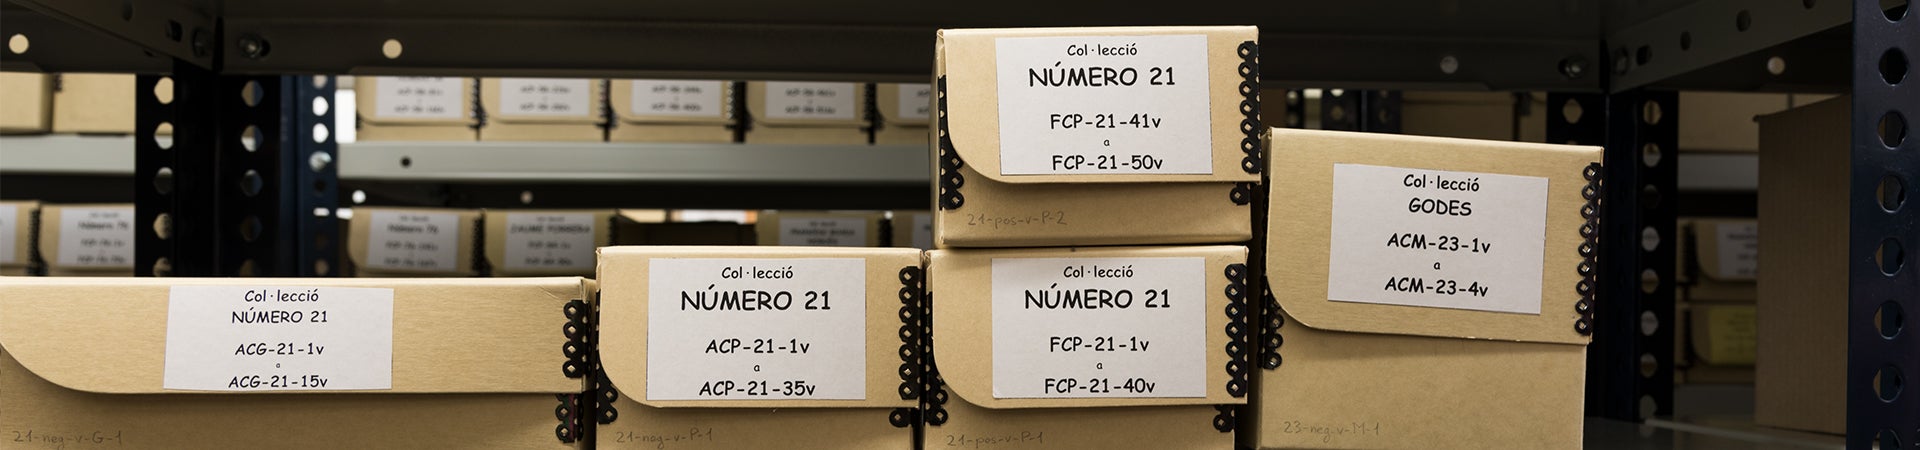 Col·lecció
NÚMERO 21
ACG-21-1v
a
ACG-21-15v
21-neg-v-G-1
Col·lecció
NÚMERO 21
ACP-21-1v
a
ACP-21-35v
21-neg-v-P-1
Col·lecció
NÚMERO 21
FCP-21-41v
a
FCP-21-50v
21-pos-v-P-2
Col·lecció
NÚMERO 21
FCP-21-1v
a
FCP-21-40v
21-pos-v-P-1
Col·lecció
GODES
ACM-23-1v
a
ACM-23-4v
23-neg-v-M-1